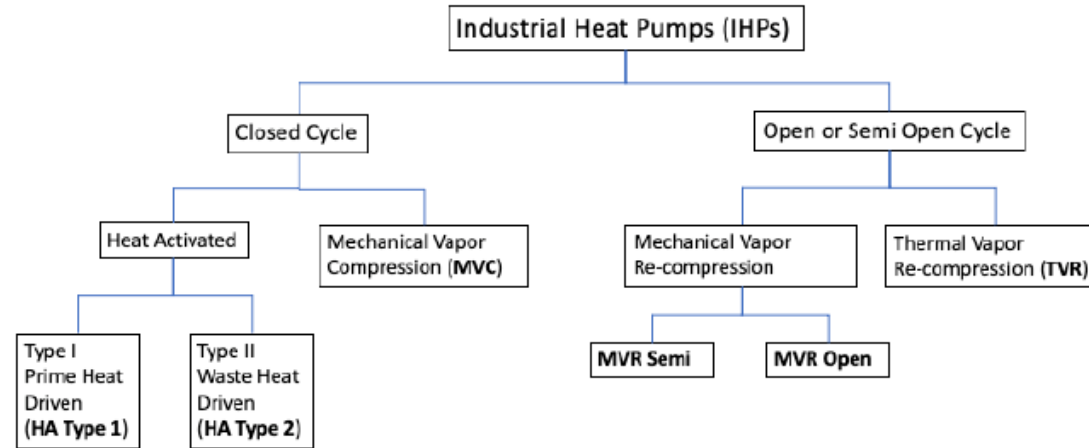 Industrial Heat Pumps (IHPs)
Closed Cycle
Open or Semi Open Cycle
Heat Activated
Mechanical Vapor
Compression (MVC)
Mechanical Vapor
Re-compression
Thermal Vapor
Re-compression (TVR)
Type I
Prime Heat
Driven
(HA Type 1)
Type II
Waste Heat
Driven
(HA Type 2)
MVR Semi
MVR Open